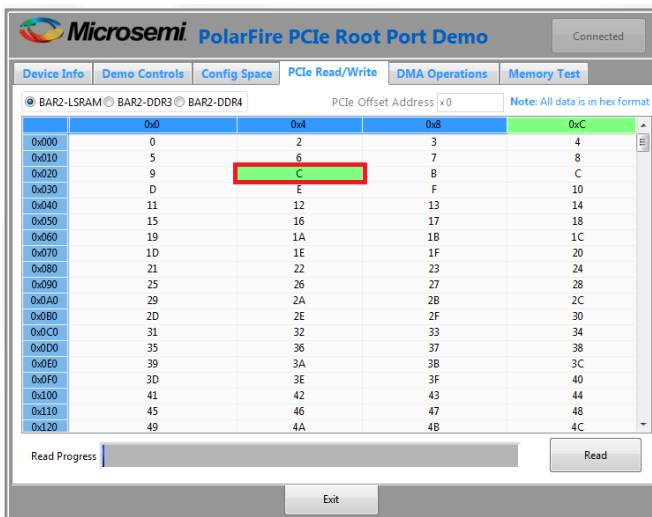 Microsemi. PolarFire PCIe Root Port Demo Connected
Device Info Demo Controls Config Space PCIe Read/Write DMA Operations Memory Test
BAR2-LSRAM BAR2-DDR3 BAR2-DDR4 PCIe Offset Address x0 Note: All data is in hex format
0x0 0x4 0x8 0xC
0x000 0 2 3 4
0x010 5 6 7 8
0x020 9 C B C
0x030 D E F 10
0x040 11 12 13 14
0x050 15 16 17 18
0x060 19 1A 1B 1C
0x070 1D 1E 1F 20
0x080 21 22 23 24
0x090 25 26 27 28
0x0A0 29 2A 2B 2C
0x0B0 2D 2E 2F 30
0x0C0 31 32 33 34
0x0D0 35 36 37 38
0x0E0 39 3A 3B 3C
0x0F0 3D 3E 3F 40
0x100 41 42 43 44
0x110 45 46 47 48
0x120 49 4A 4B 4C
Read Progress Read
Exit